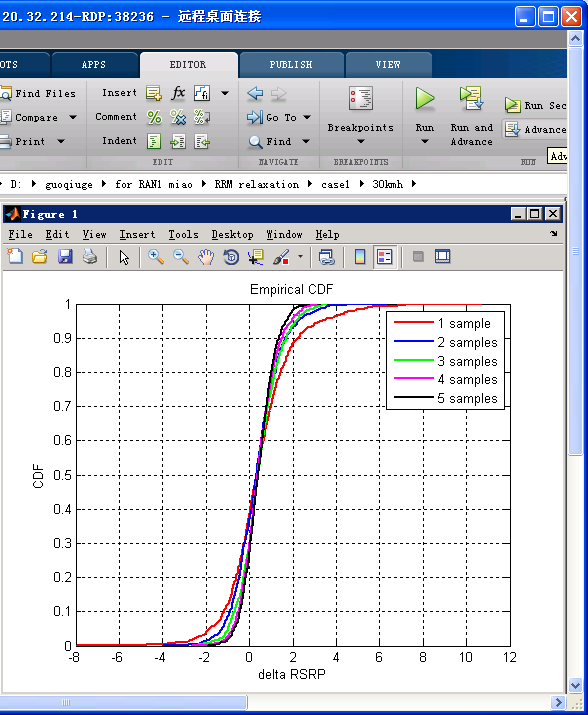 20.32.214-RDP:38236 - 远程桌面连接
OTS APPS EDITOR PUBLISH VIEW
Find Files Insert fx Run Sec
Compare Comment Go To Breakpoints Run Run and Advance Advance
Print Indent Find
EDIT NAVIGATE BREAKPOINTS RUN
Adv
D: guoqiuge for RAN1 miao RRM relaxation case1 30kmh
Figure 1
File Edit View Insert Tools Desktop Window Help
Empirical CDF
1
0.9
0.8
0.7
0.6
0.5
0.4
0.3
0.2
0.1
0
CDF
1 sample
2 samples
3 samples
4 samples
5 samples
-8 -6 -4 -2 0 2 4 6 8 10 12
delta RSRP